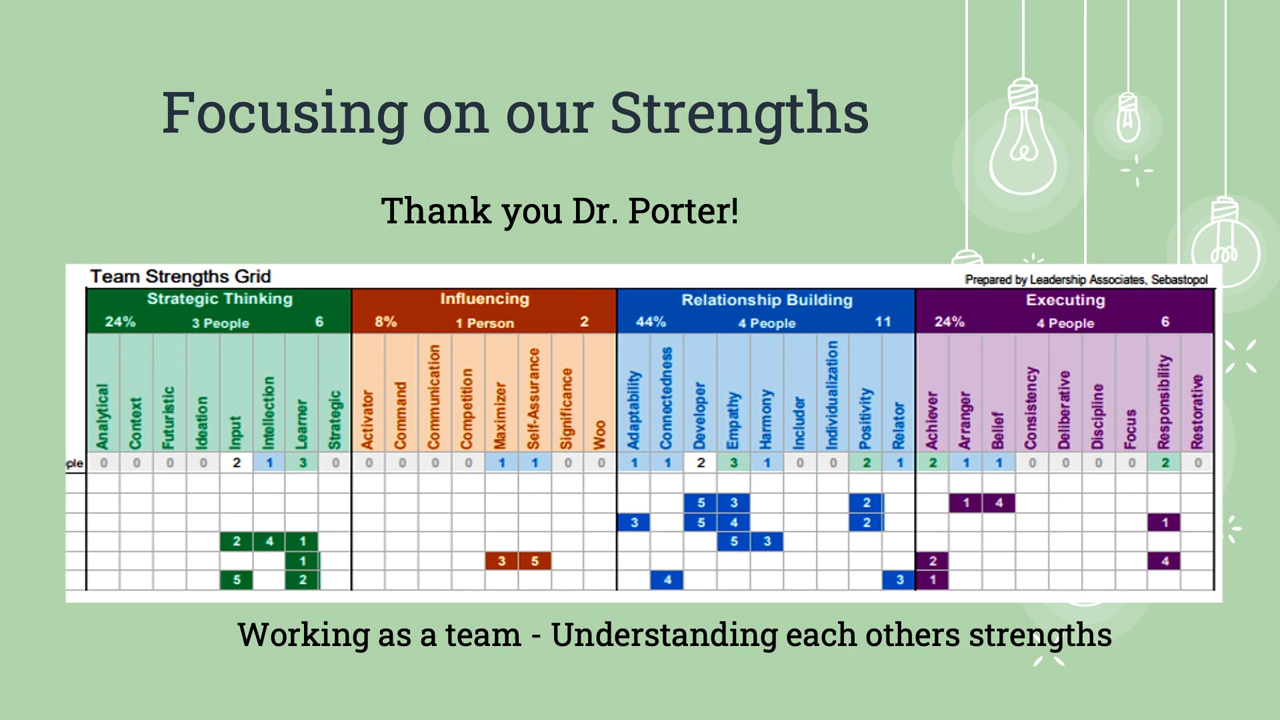 Focusing on our Strengths
Thank you Dr. Porter!
Team Strengths Grid
Prepared by Leadership Associates, Sebastopol
Strategic Thinking Influencing Relationship Building Executing
24% 3 People 6 8% 1 Person 2 44% 4 People 11 24% 4 People 6
Analytical Context Futuristic Ideation Input Intellection Learner Strategic Activator Command Communication Competition Maximizer Self-Assurance Significance Woo Adaptability Connectedness Developer Empathy Harmony Includer Individualization Positivity Relator Achiever Arranger Belief Consistency Deliberative Discipline Focus Responsibility Restorative
0 0 0 0 2 1 3 0 0 0 0 0 1 1 0 0 1 1 2 3 1 0 0 2 1 2 1 1 0 0 0 0 2 0
5 3 2 1 4
3 5 4 2 1
2 4 1 5 3
1 3 5 2 4
5 2 4 3 1
Working as a team - Understanding each others strengths